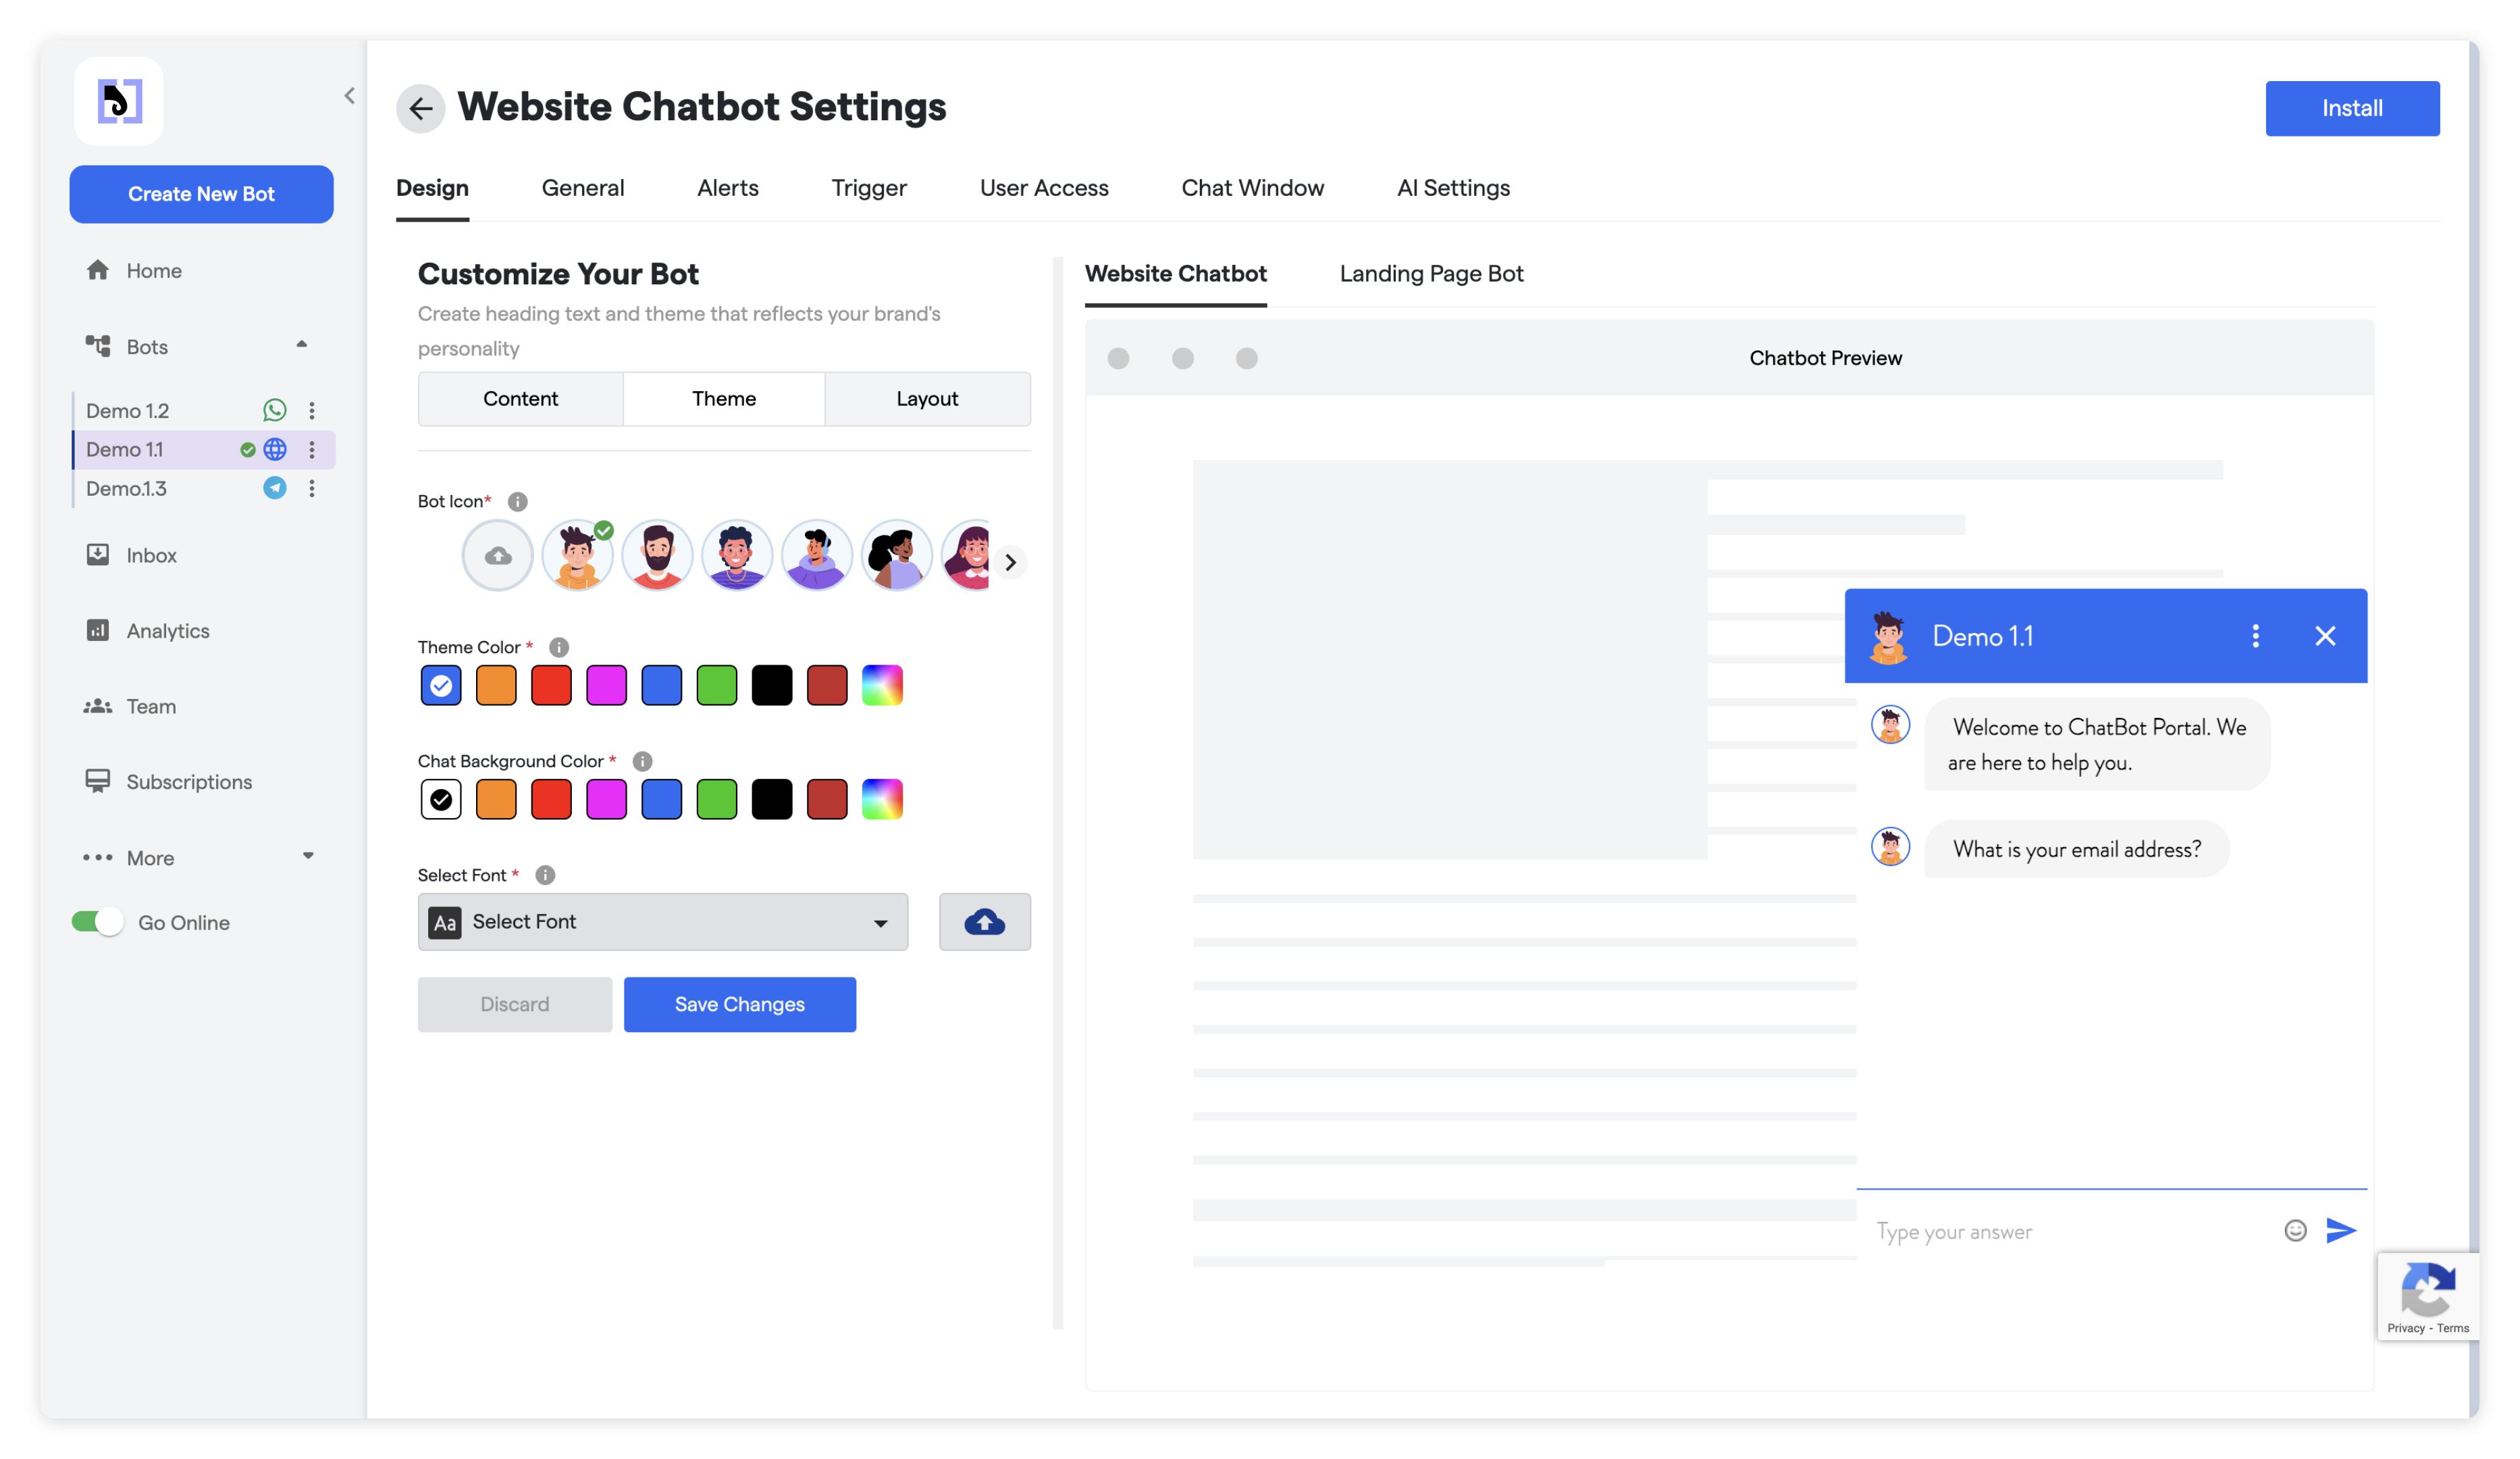 Create New Bot
Home
Bots
Demo 1.2
Demo 1.1
Demo.1.3
Inbox
Analytics
Team
Subscriptions
More
Go Online
Website Chatbot Settings
Install
Design
General
Alerts
Trigger
User Access
Chat Window
AI Settings
Customize Your Bot
Create heading text and theme that reflects your brand's
personality
Content
Theme
Layout
Bot Icon*
Theme Color *
Chat Background Color *
Select Font *
Aa Select Font
Discard
Save Changes
Website Chatbot
Landing Page Bot
Chatbot Preview
Demo 1.1
Welcome to ChatBot Portal. We
are here to help you.
What is your email address?
Type your answer
Privacy - Terms